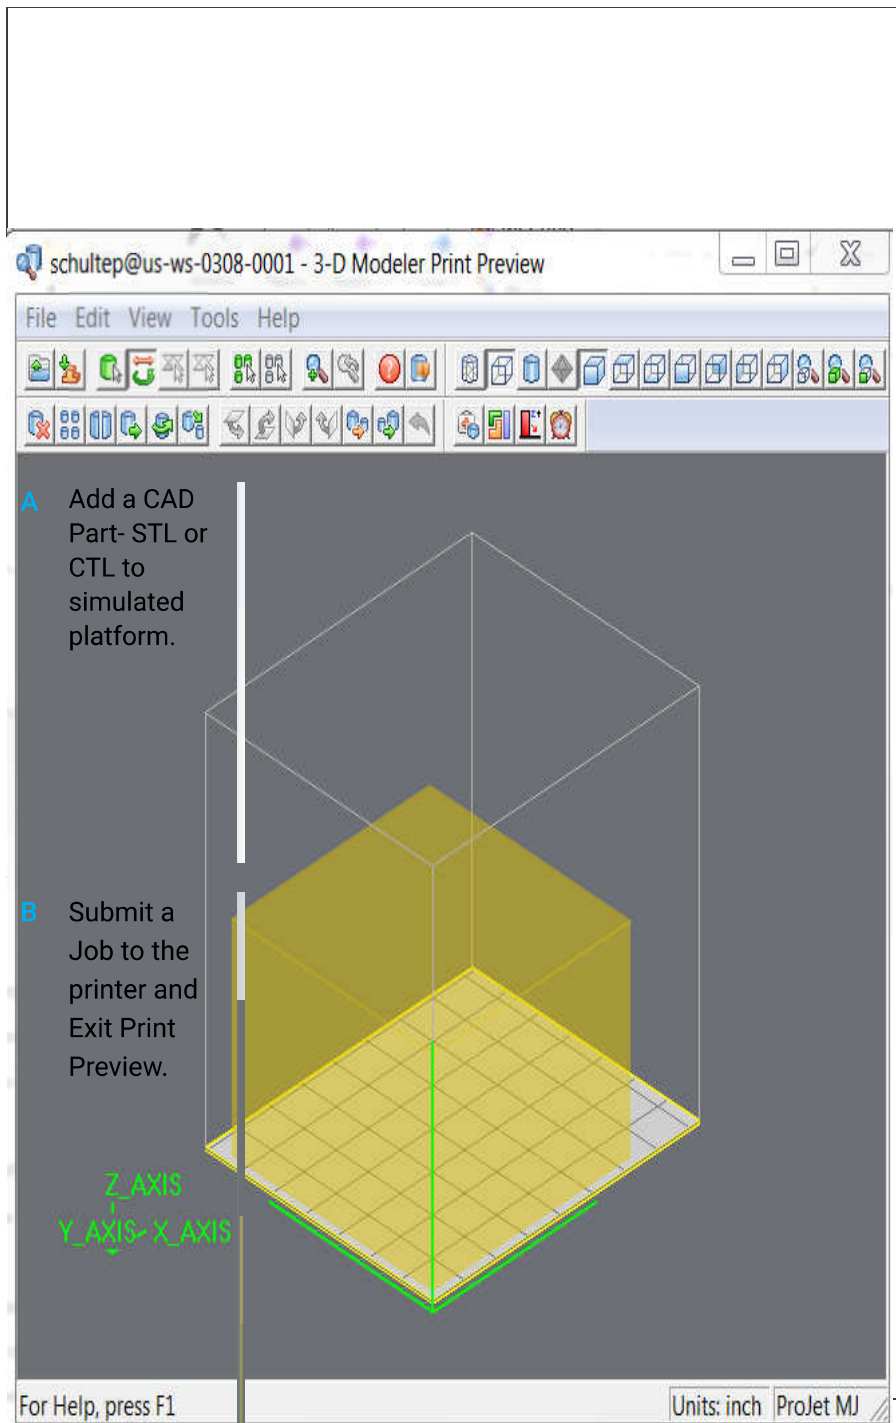 schultep@us-ws-0308-0001 - 3-D Modeler Print Preview
File Edit View Tools Help
A Add a CAD
Part- STL or
CTL to
simulated
platform.
B Submit a
Job to the
printer and
Exit Print
Preview.
Z_AXIS
Y_AXIS X_AXIS
For Help, press F1
Units: inch ProJet MJ